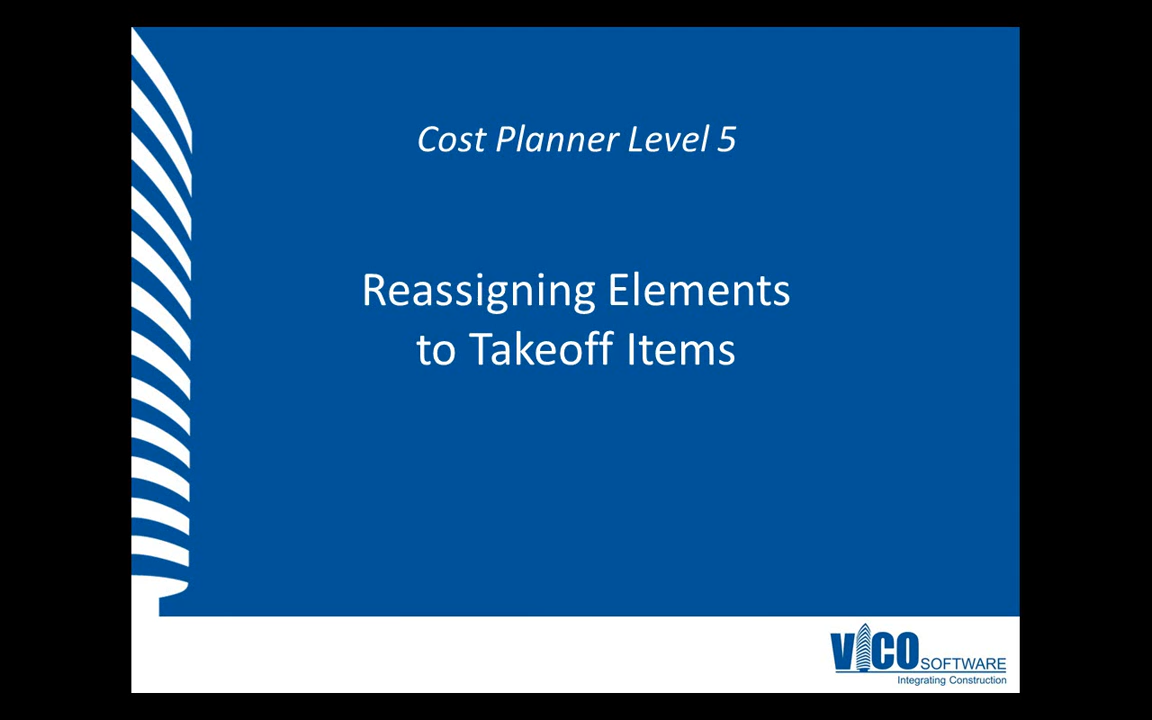 Cost Planner Level 5
Reassigning Elements
to Takeoff Items
VICO SOFTWARE
Integrating Construction